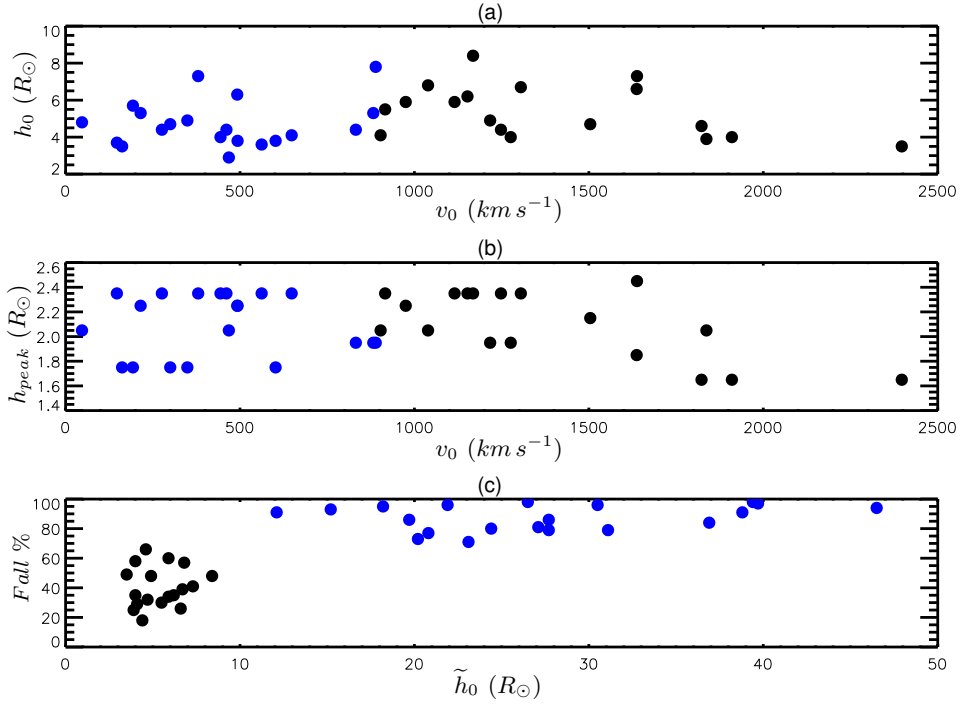 (a)
h₀ (R⊙)
10
8
6
4
2
0 500 1000 1500 2000 2500
v₀ (km s⁻¹)
(b)
h_peak (R⊙)
2.6
2.4
2.2
2.0
1.8
1.6
1.4
0 500 1000 1500 2000 2500
v₀ (km s⁻¹)
(c)
Fall %
100
80
60
40
20
0
0 10 20 30 40 50
h̃₀ (R⊙)